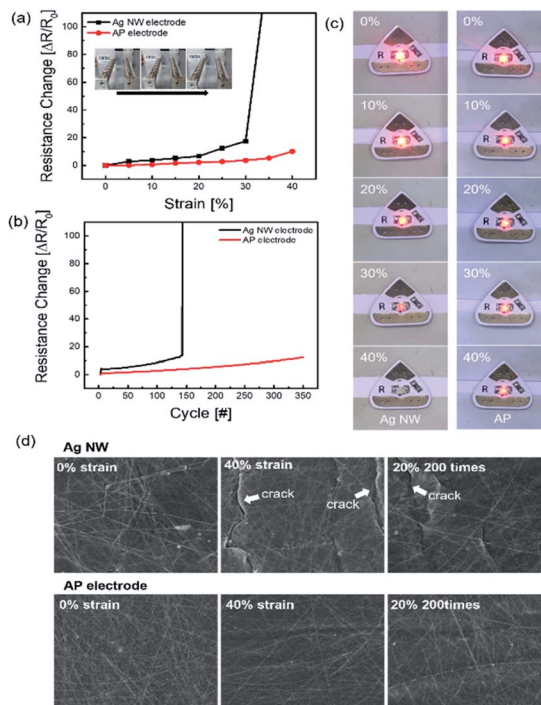 (a)
Resistance Change [ΔR/R0]
100
80
60
40
20
0
Ag NW electrode
AP electrode
0 10 20 30 40
Strain [%]
(b)
Resistance Change [ΔR/R0]
100
80
60
40
20
0
Ag NW electrode
AP electrode
0 50 100 150 200 250 300 350
Cycle [#]
(c)
0% 0%
R R
10% 10%
R R
20% 20%
R R
30% 30%
R R
40% 40%
R R
Ag NW AP
(d)
Ag NW
0% strain 40% strain 20% 200 times
crack crack crack
AP electrode
0% strain 40% strain 20% 200times